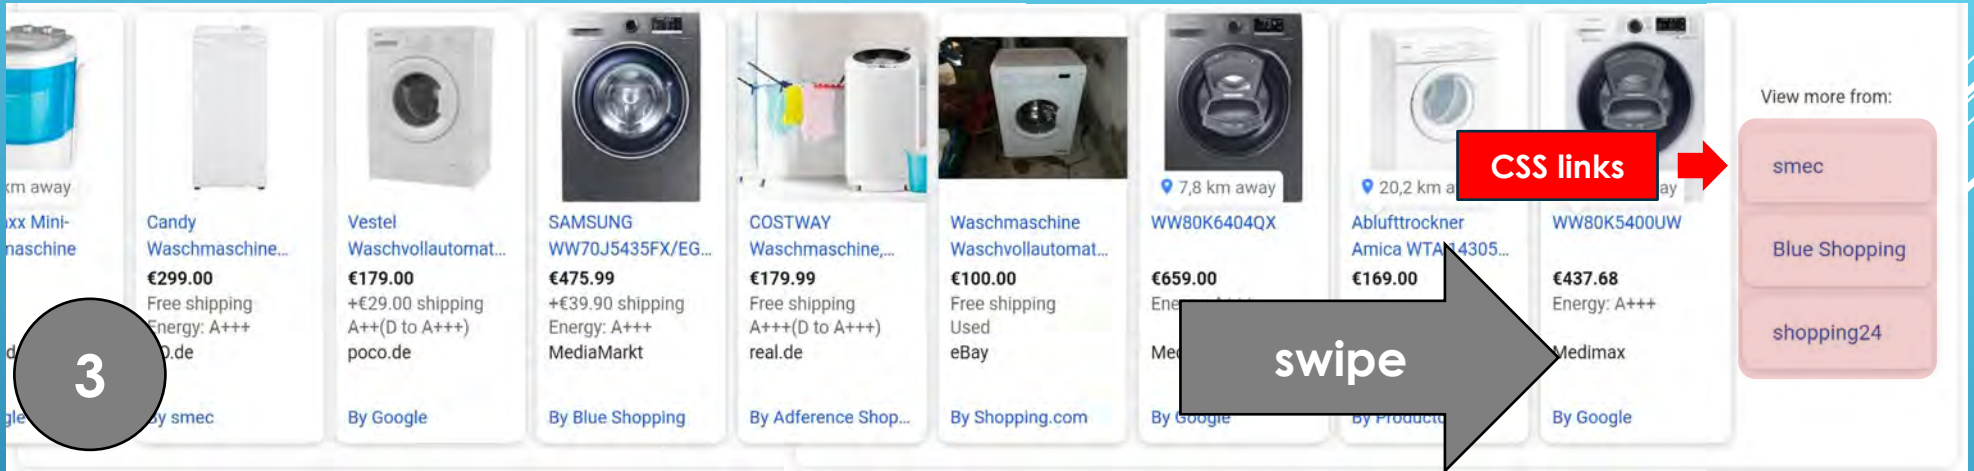 km away
xx Mini-
naschine
3
Candy
Waschmaschine...
€299.00
Free shipping
Energy: A+++
.de
By smec
Vestel
Waschvollautomat...
€179.00
+€29.00 shipping
A++(D to A+++)
poco.de
By Google
SAMSUNG
WW70J5435FX/EG...
€475.99
+€39.90 shipping
Energy: A+++
MediaMarkt
By Blue Shopping
COSTWAY
Waschmaschine,...
€179.99
Free shipping
A+++(D to A+++)
real.de
By Adference Shop...
Waschmaschine
Waschvollautomat...
€100.00
Free shipping
Used
eBay
By Shopping.com
7,8 km away
WW80K6404QX
€659.00
By Google
20,2 km a
Ablufttrockner
Amica WTA 14305...
€169.00
swipe
WW80K5400UW
€437.68
Energy: A+++
Medimax
By Google
CSS links
View more from:
smec
Blue Shopping
shopping24